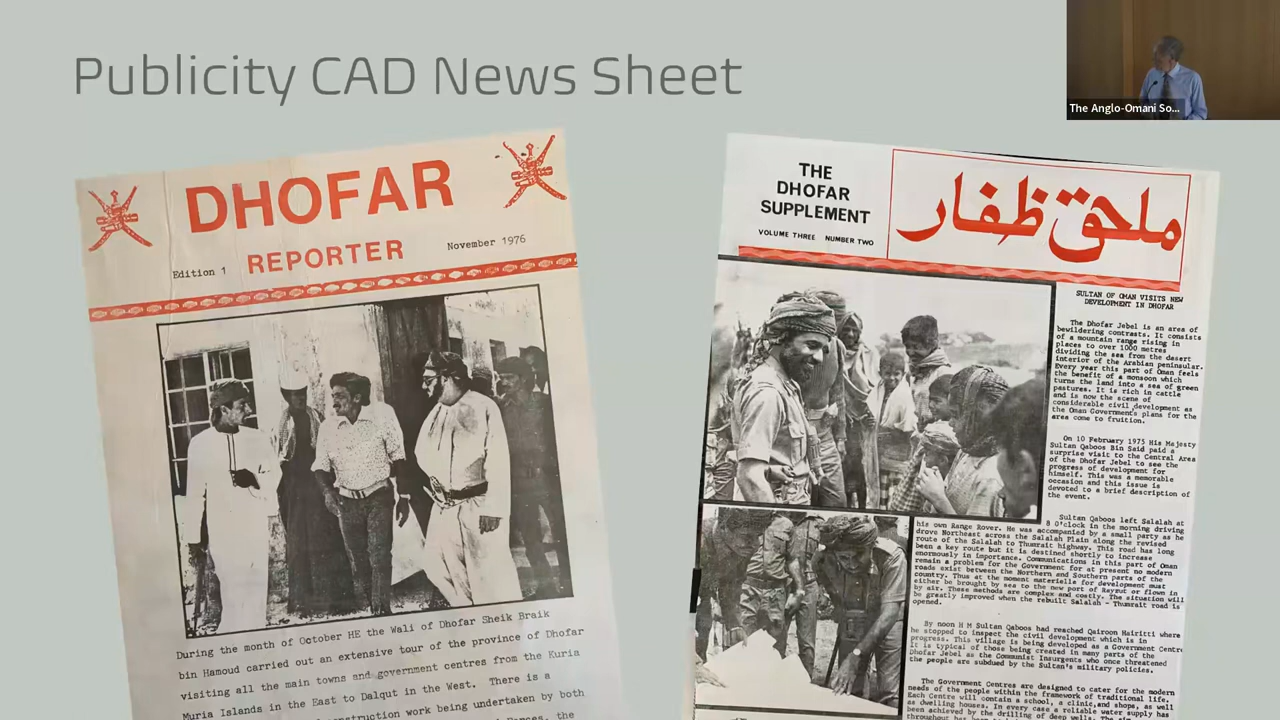 Publicity CAD News Sheet
The Anglo-Omani So...
DHOFAR
REPORTER
Edition 1
November 1976
During the month of October HE the Wali of Dhofar Sheik Braik
bin Hamoud carried out an extensive tour of the province of Dhofar
visiting all the main towns and government centres from the Kuria
Muria Islands in the East to Dalqut in the West. There is a
construction work being undertaken by both
the
THE
DHOFAR
SUPPLEMENT
VOLUME THREE NUMBER TWO
ملحق ظفار
SULTAN OF OMAN VISITS NEW
DEVELOPMENT IN DHOFAR
The Dhofar Jebel is an area of
bewildering contrasts. It consists
of a mountain range rising in
places to over 1000 metres
dividing the sea from the desert
interior of the Arabian peninsular.
Every year this part of Oman feels
the benefit of a monsoon which
turns the land into a sea of green
pastures. It is rich in cattle
and is now the scene of
considerable civil development as
the Oman Government's plans for the
area come to fruition.
On 10 February 1975 His Majesty
Sultan Qaboos Bin Said paid a
surprise visit to the Central Area
of the Dhofar Jebel to see the
progress of development for
himself. This was a memorable
occasion and this issue is
devoted to a brief description of
the event.
Sultan Qaboos left Salalah at
8 O'clock in the morning driving
his own Range Rover. He was accompanied by a small party as he
drove Northeast across the Salalah Plain along the revised
route of the Salalah to Thumrait highway. This road has long
been a key route but it is destined shortly to increase
enormously in importance. Communications in this part of Oman
remain a problem for the Government for at present no modern
roads exist between the Northern and Southern parts of the
country. Thus at the moment materiells for development must
either be brought by sea to the new port of Raysut or flown in
by air. These methods are complex and costly. The situation will
be greatly improved when the rebuilt Salalah - Thumrait road is
opened.
By noon H M Sultan Qaboos had reached Qairoon Hairitti where
he stopped to inspect the civil development which is in
progress. This village is being developed as a Government Centre
It is typical of those being created in many parts of the
Dhofar Jebel as the Communist Insurgents who once threatened
the people are subdued by the Sultan's military policies.
The Government Centres are designed to cater for the modern
needs of the people within the framework of traditional life.
Each Centre will contain a school, a clinic,and shops, as well
as dwelling houses. In every case a reliable water supply has
been achieved by the drilling of deep wells. The
throughout